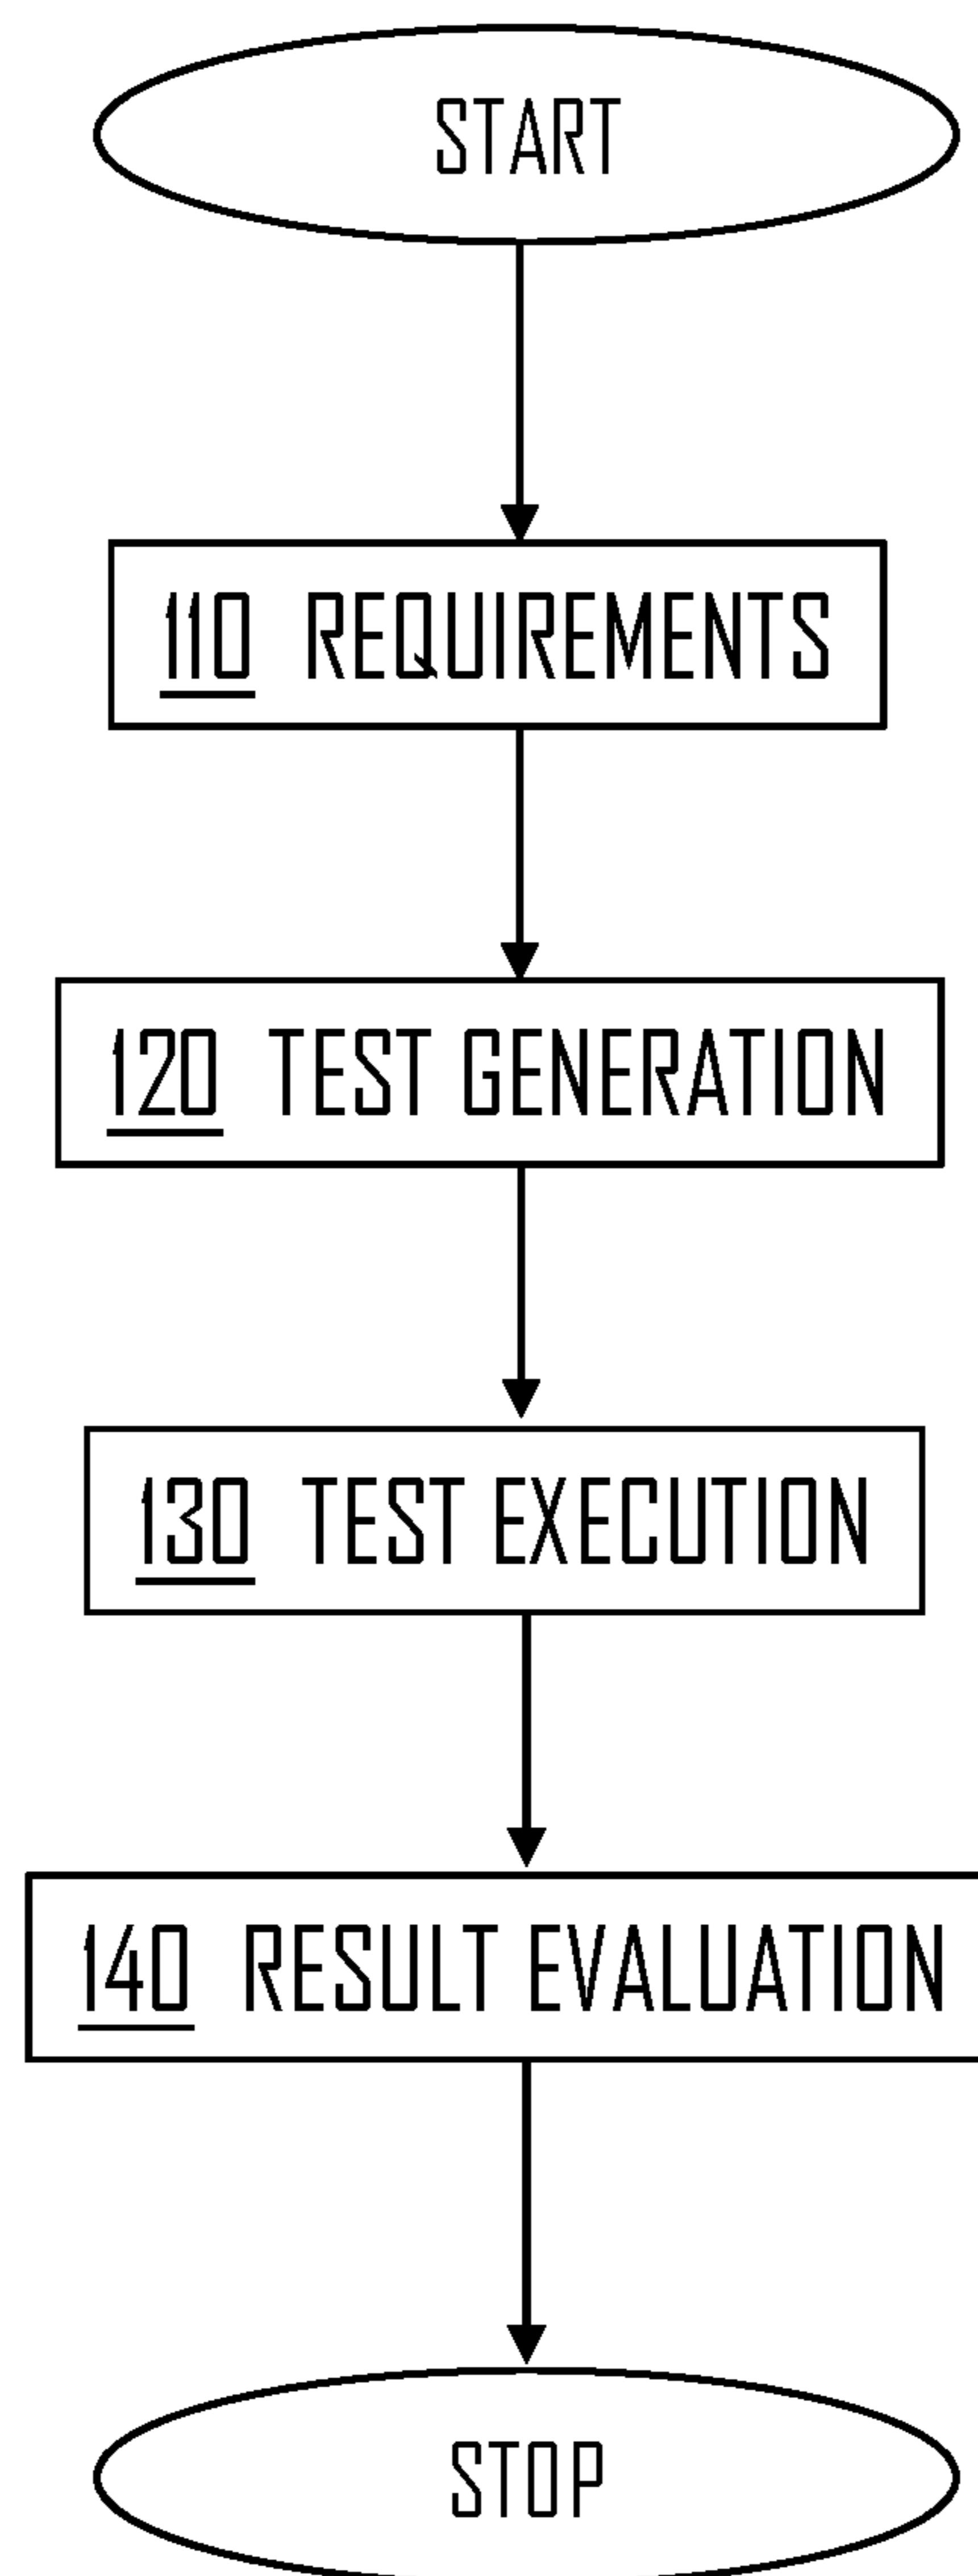 START
110 REQUIREMENTS
120 TEST GENERATION
130 TEST EXECUTION
140 RESULT EVALUATION
STOP